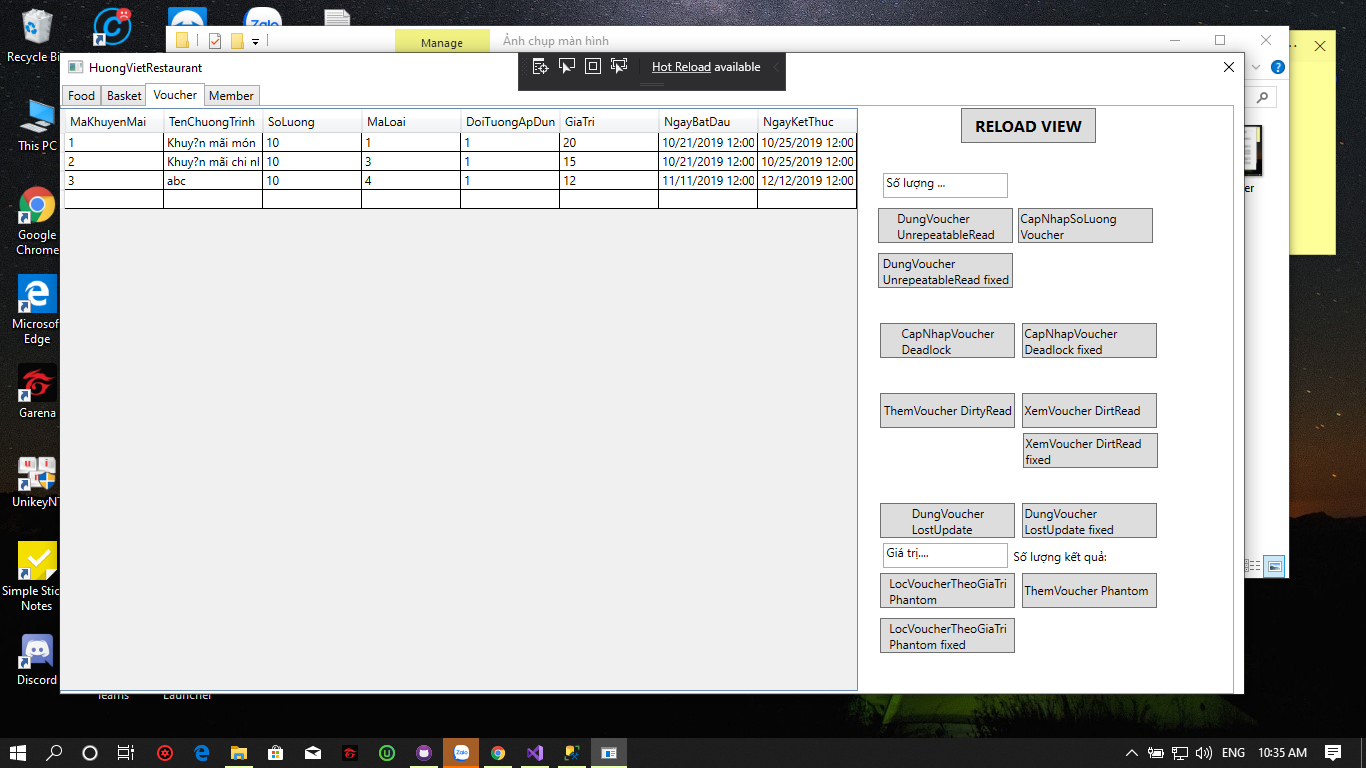 Recycle Bi
This PC
Google
Chrome
Microsof
Edge
Garena
UnikeyNT
Simple Stic
Notes
Discord
Zalo
Manage
Ảnh chụp màn hình
HuongVietRestaurant
Hot Reload available
Food Basket Voucher Member
MaKhuyenMai TenChuongTrinh SoLuong MaLoai DoiTuongApDun GiaTri NgayBatDau NgayKetThuc
1 Khuy?n mãi món 10 1 1 20 10/21/2019 12:00 10/25/2019 12:00
2 Khuy?n mãi chi nl 10 3 1 15 10/21/2019 12:00 10/25/2019 12:00
3 abc 10 4 1 12 11/11/2019 12:00 12/12/2019 12:00
RELOAD VIEW
Số lượng ...
DungVoucher
UnrepeatableRead
CapNhapSoLuong
Voucher
DungVoucher
UnrepeatableRead fixed
CapNhapVoucher
Deadlock
CapNhapVoucher
Deadlock fixed
ThemVoucher DirtyRead
XemVoucher DirtRead
XemVoucher DirtRead
fixed
DungVoucher
LostUpdate
DungVoucher
LostUpdate fixed
Giá trị....
Số lượng kết quả:
LocVoucherTheoGiaTri
Phantom
ThemVoucher Phantom
LocVoucherTheoGiaTri
Phantom fixed
er
Teams
Launcher
Zalo
ENG
10:35 AM